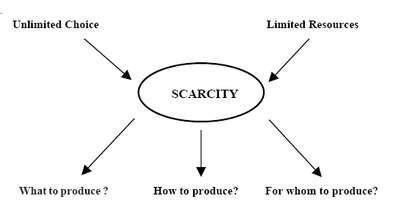 Unlimited Choice
Limited Resources
SCARCITY
What to produce ?
How to produce?
For whom to produce?